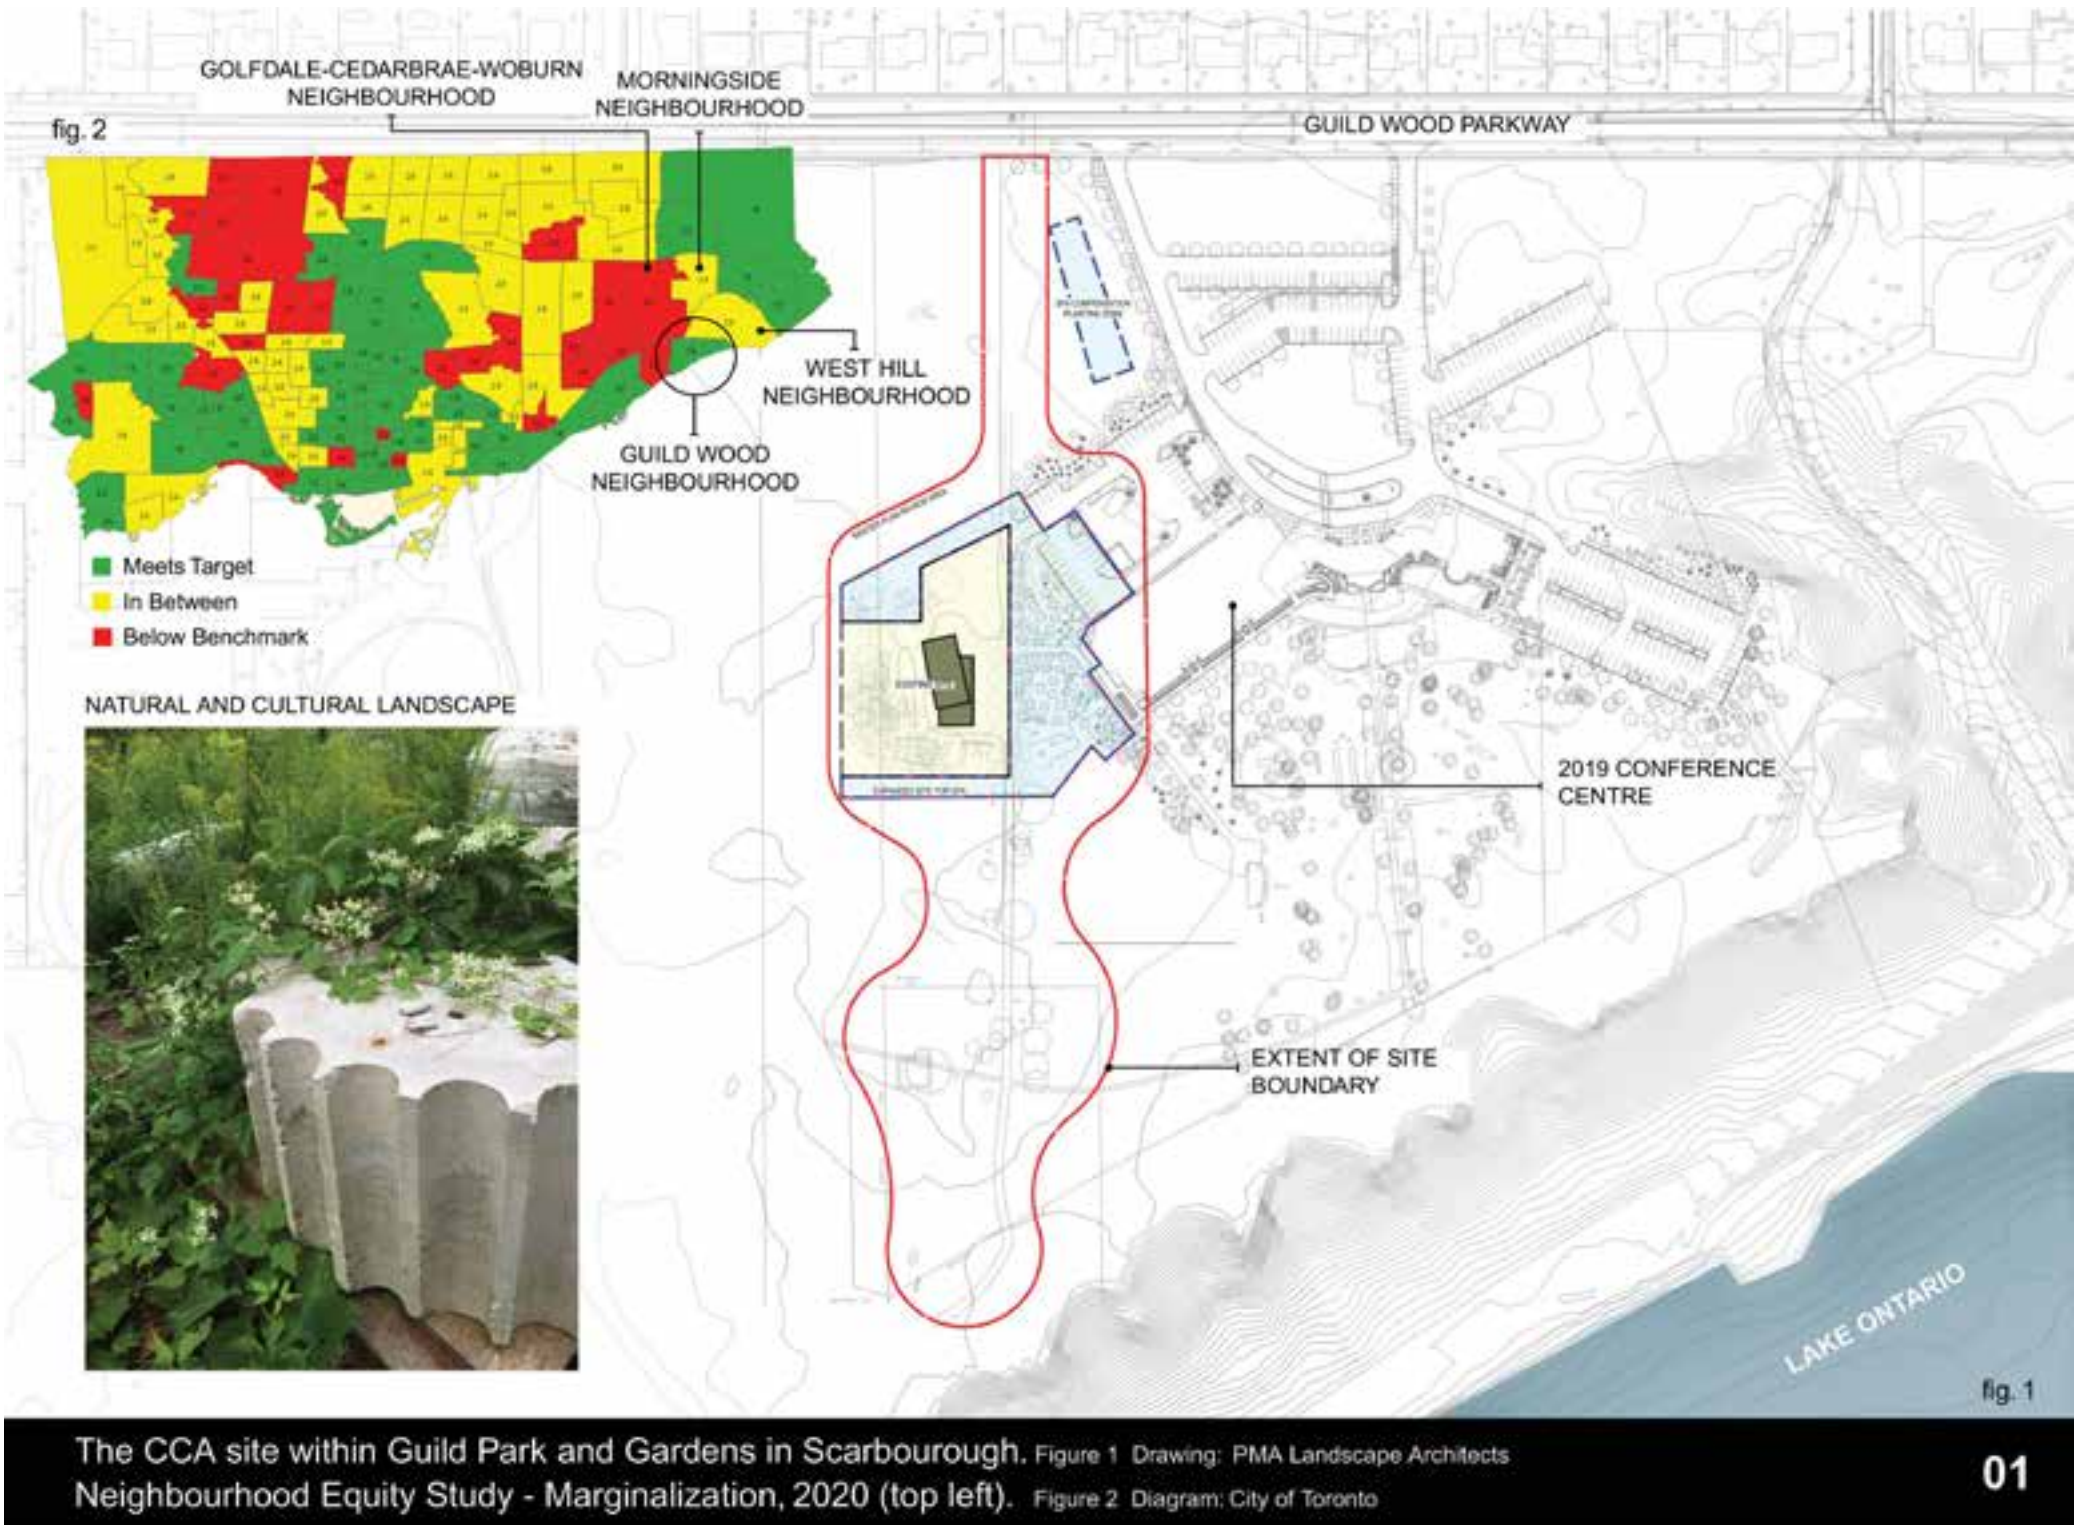 GOLFDALE-CEDARBRAE-WOBURN
NEIGHBOURHOOD
MORNINGSIDE
NEIGHBOURHOOD
GUILD WOOD PARKWAY
fig. 2
WEST HILL
NEIGHBOURHOOD
GUILD WOOD
NEIGHBOURHOOD
Meets Target
In Between
Below Benchmark
NATURAL AND CULTURAL LANDSCAPE
2019 CONFERENCE
CENTRE
EXTENT OF SITE
BOUNDARY
LAKE ONTARIO
fig. 1
The CCA site within Guild Park and Gardens in Scarbourough. Figure 1 Drawing: PMA Landscape Architects
Neighbourhood Equity Study - Marginalization, 2020 (top left). Figure 2 Diagram: City of Toronto
01